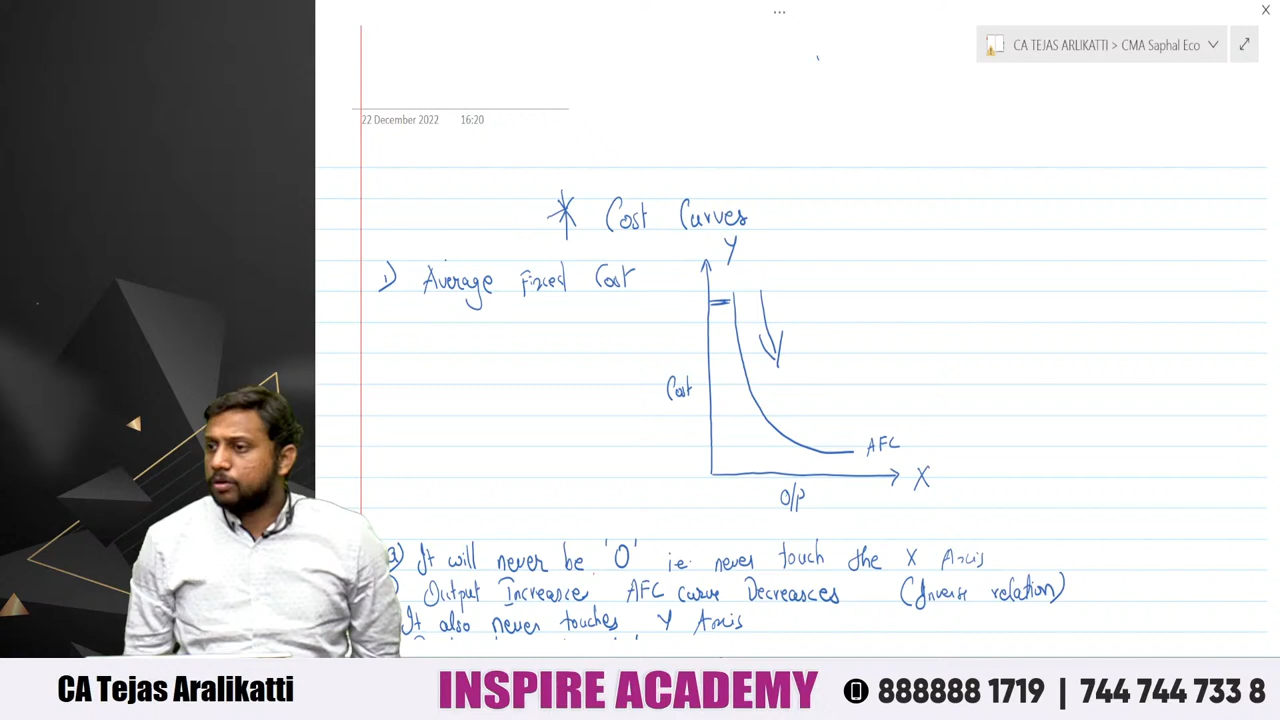 ...
X
CA TEJAS ARLIKATTI > CMA Saphal Eco
22 December 2022 16:20
* Cost Curves
Y
1) Average Fixed Cost
Cost
AFC
X
O/P
a) It will never be 'O' i.e. never touch the X Axis
) Output Increase AFC curve Decreases (Inverse relation)
It also never touches Y Axis
CA Tejas Aralikatti INSPIRE ACADEMY 888888 1719 | 744 744 733 8